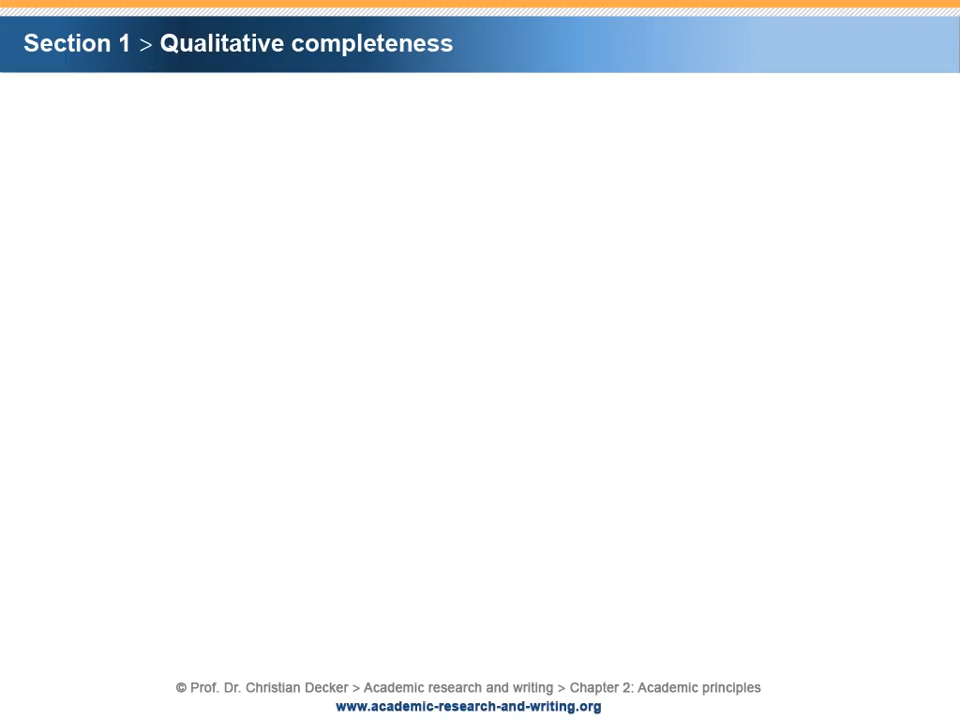 Section 1 > Qualitative completeness
© Prof. Dr. Christian Decker > Academic research and writing > Chapter 2: Academic principles
www.academic-research-and-writing.org